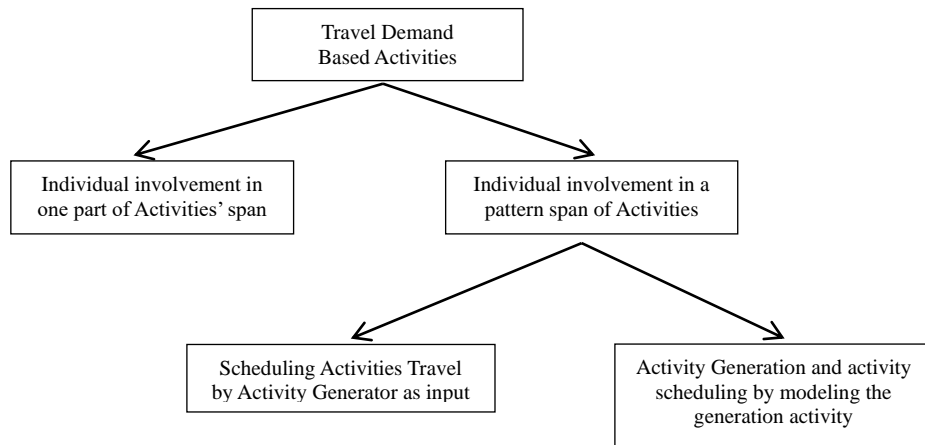 Travel Demand
Based Activities
Individual involvement in
one part of Activities’ span
Individual involvement in a
pattern span of Activities
Scheduling Activities Travel
by Activity Generator as input
Activity Generation and activity
scheduling by modeling the
generation activity